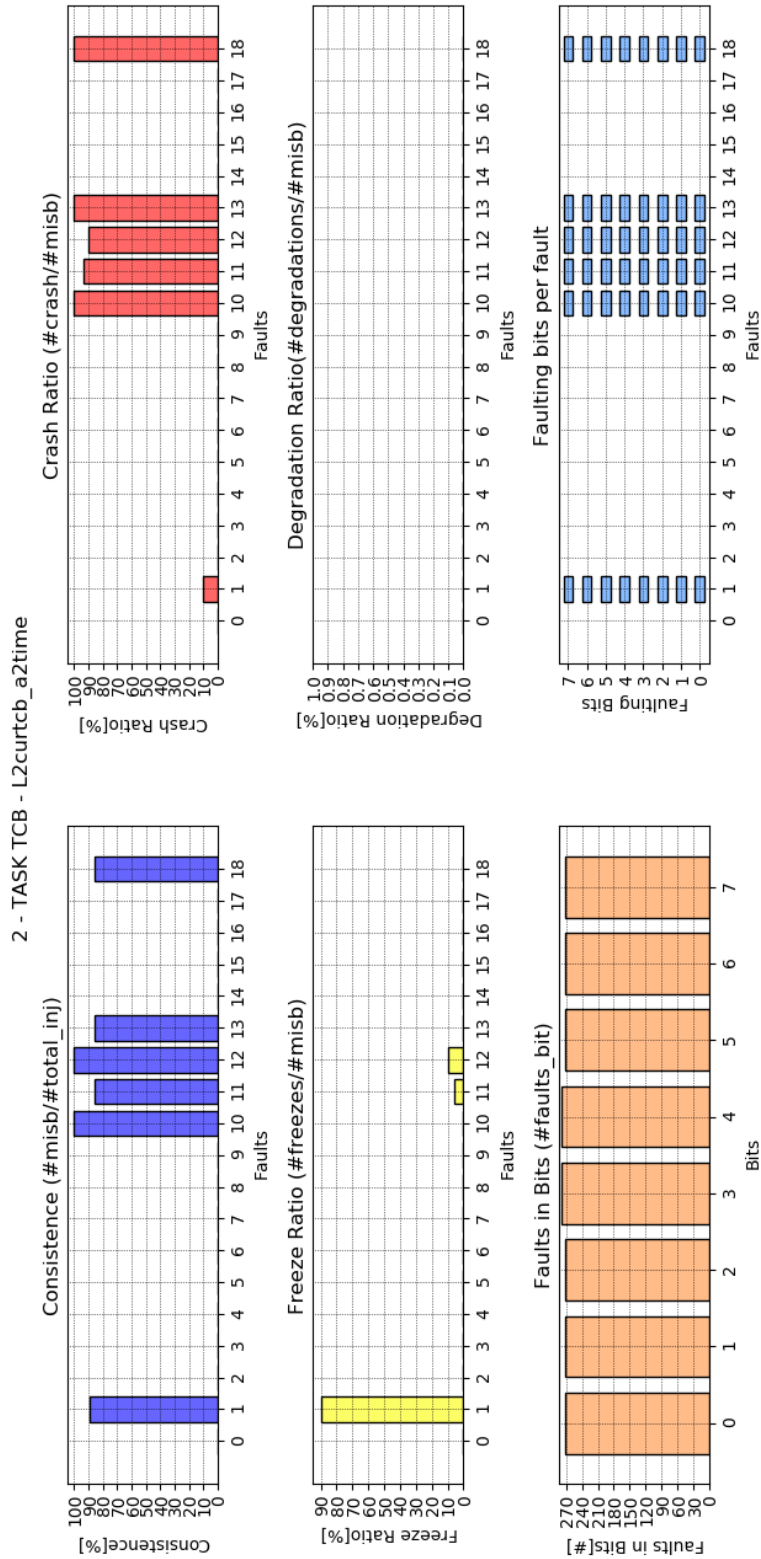 2 - TASK TCB - L2curtcb_a2time
Consistence (#misb/#total_inj)
Consistence[%]
100
90
80
70
60
50
40
30
20
10
0
0 1 2 3 4 5 6 7 8 9 10 11 12 13 14 15 16 17 18
Faults
Crash Ratio (#crash/#misb)
Crash Ratio[%]
100
90
80
70
60
50
40
30
20
10
0
0 1 2 3 4 5 6 7 8 9 10 11 12 13 14 15 16 17 18
Faults
Freeze Ratio (#freezes/#misb)
Freeze Ratio[%]
90
80
70
60
50
40
30
20
10
0
0 1 2 3 4 5 6 7 8 9 10 11 12 13 14 15 16 17 18
Faults
Degradation Ratio(#degradations/#misb)
Degradation Ratio[%]
1.0
0.9
0.8
0.7
0.6
0.5
0.4
0.3
0.2
0.1
0.0
0 1 2 3 4 5 6 7 8 9 10 11 12 13 14 15 16 17 18
Faults
Faults in Bits (#faults_bit)
Faults in Bits[#]
270
240
210
180
150
120
90
60
30
0
0 1 2 3 4 5 6 7
Bits
Faulting bits per fault
Faulting Bits
7
6
5
4
3
2
1
0
0 1 2 3 4 5 6 7 8 9 10 11 12 13 14 15 16 17 18
Faults